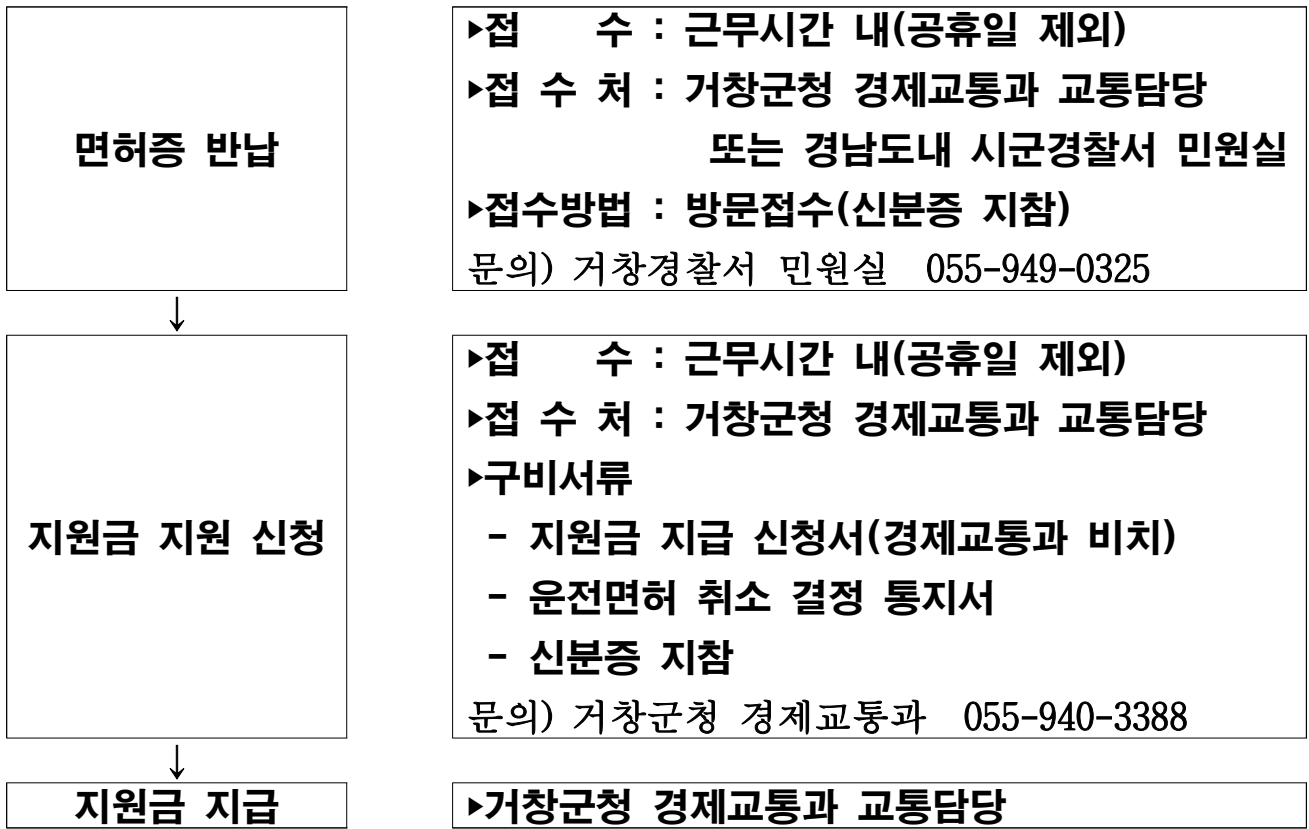 면허증 반납
▸접 수 : 근무시간 내(공휴일 제외)
▸접 수 처 : 거창군청 경제교통과 교통담당
또는 경남도내 시군경찰서 민원실
▸접수방법 : 방문접수(신분증 지참)
문의) 거창경찰서 민원실 055-949-0325
↓
지원금 지원 신청
▸접 수 : 근무시간 내(공휴일 제외)
▸접 수 처 : 거창군청 경제교통과 교통담당
▸구비서류
- 지원금 지급 신청서(경제교통과 비치)
- 운전면허 취소 결정 통지서
- 신분증 지참
문의) 거창군청 경제교통과 055-940-3388
↓
지원금 지급
▸거창군청 경제교통과 교통담당